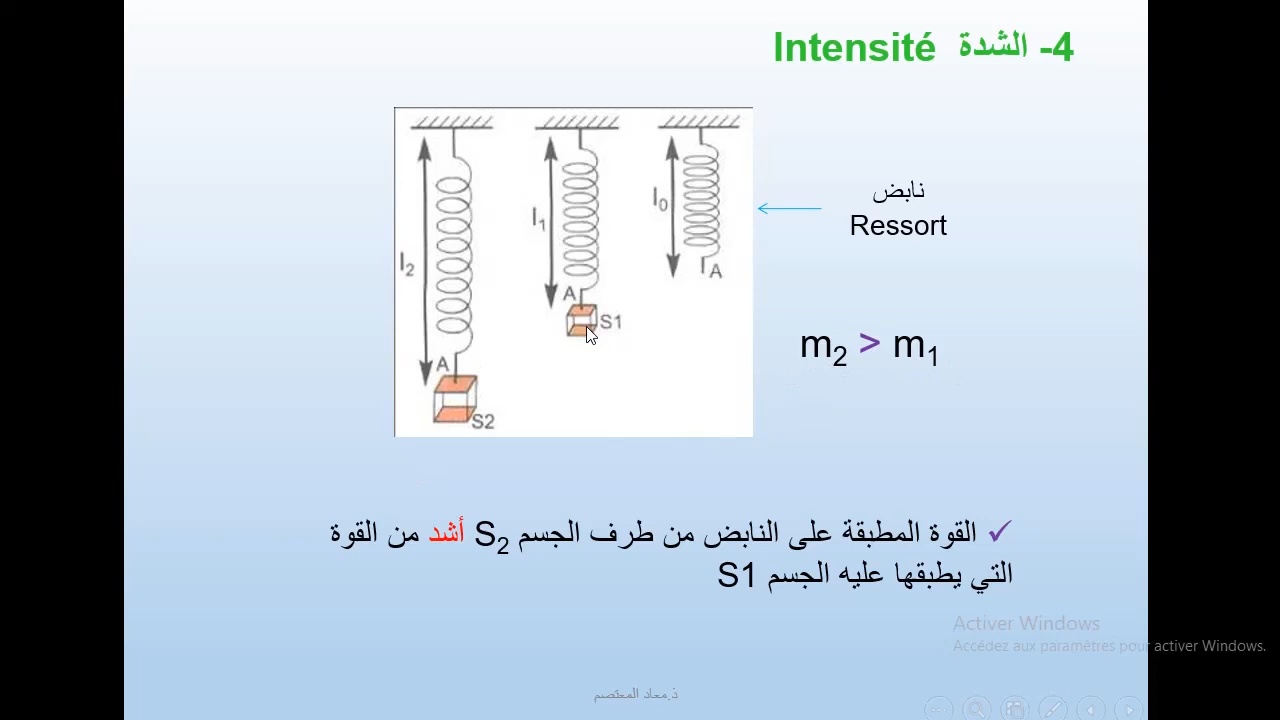 4- الشدة Intensité
نابض
Ressort
l0
A
l1
A
S1
l2
A
S2
m2 > m1
✓ القوة المطبقة على النابض من طرف الجسم S2 أشد من القوة
التي يطبقها عليه الجسم S1
Activer Windows
Accédez aux paramètres pour activer Windows.
ذ.معاد المعتصم